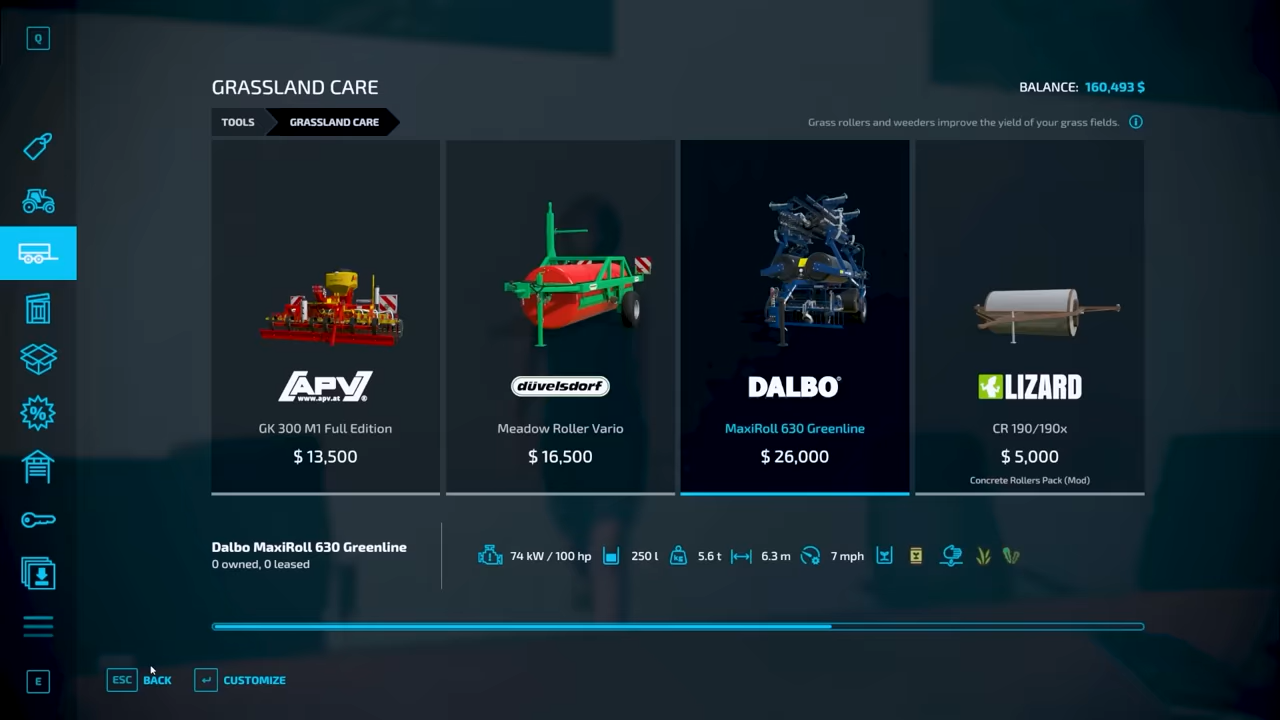 Q
GRASSLAND CARE
BALANCE: 160,493 $
TOOLS GRASSLAND CARE
Grass rollers and weeders improve the yield of your grass fields.
APV
www.apv.at
düvelsdorf
DALBO
LIZARD
GK 300 M1 Full Edition
$ 13,500
Meadow Roller Vario
$ 16,500
MaxiRoll 630 Greenline
$ 26,000
CR 190/190x
$ 5,000
Concrete Rollers Pack (Mod)
Dalbo MaxiRoll 630 Greenline
0 owned, 0 leased
74 kW / 100 hp 250 l kg 5.6 t 6.3 m 7 mph
E
ESC BACK CUSTOMIZE